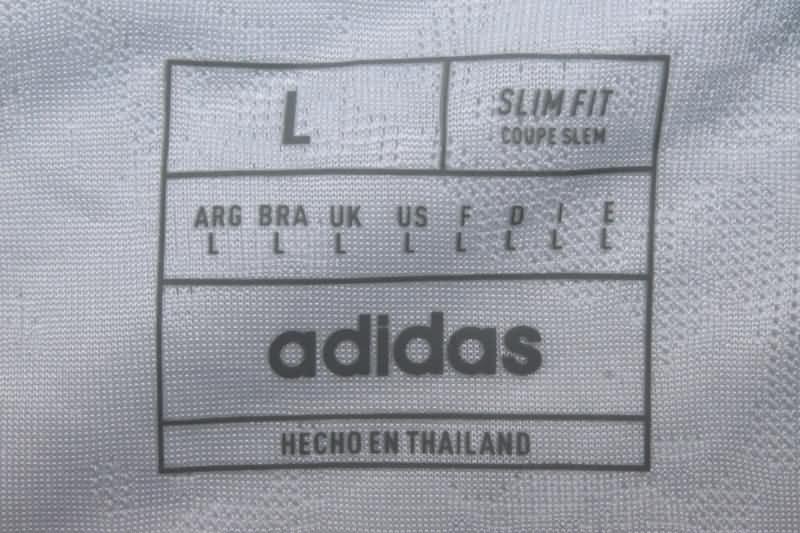 L
SLIM FIT
COUPE SLEM
ARG BRA UK US F D I E
L L L L L L L L
adidas
HECHO EN THAILAND